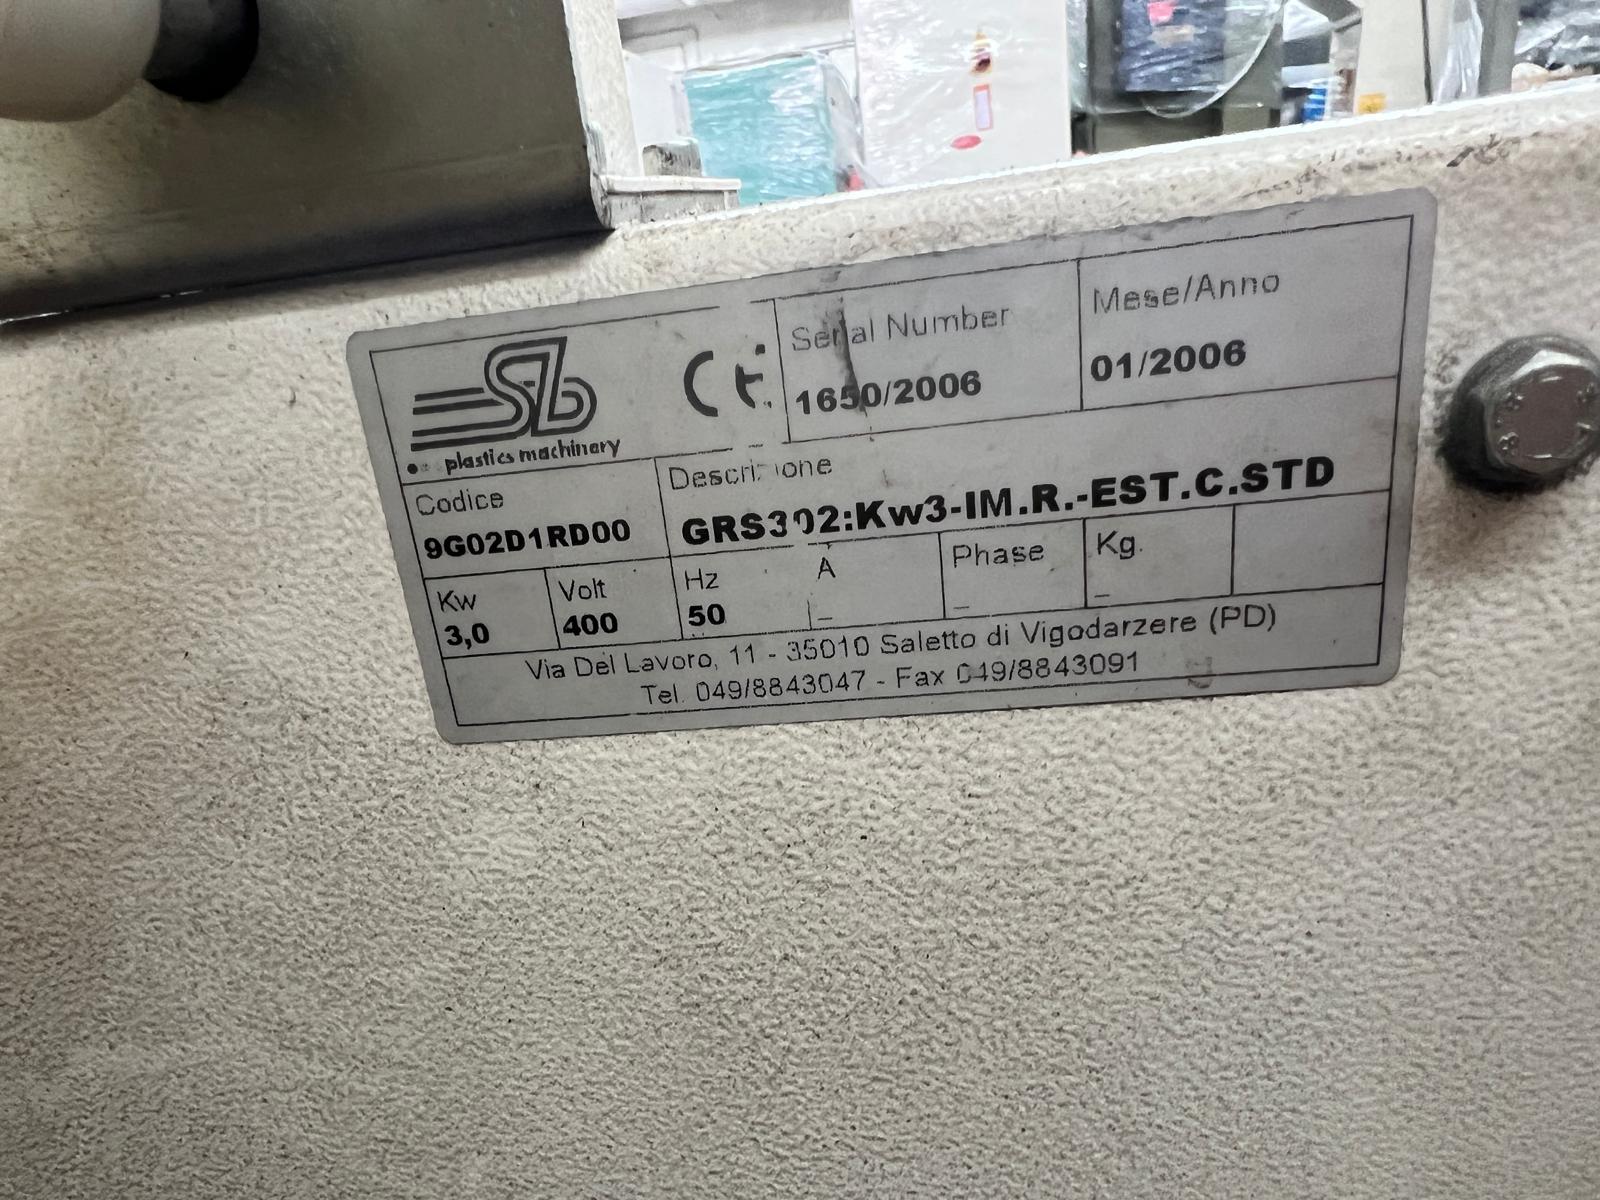 SB
plastics machinery
CE
Serial Number
1650/2006
Mese/Anno
01/2006
Codice
9G02D1RD00
Descrizione
GRS302:Kw3-IM.R.-EST.C.STD
Kw
3,0
Volt
400
Hz
50
A
_
Phase
_
Kg.
_
Via Del Lavoro, 11 - 35010 Saletto di Vigodarzere (PD)
Tel. 049/8843047 - Fax 049/8843091